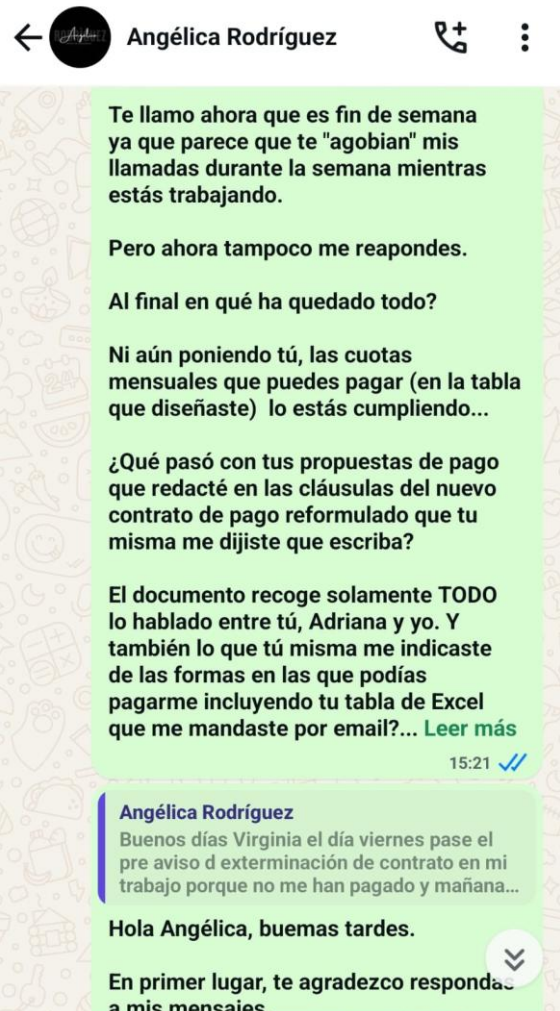 Angélica Rodríguez
Te llamo ahora que es fin de semana
ya que parece que te "agobian" mis
llamadas durante la semana mientras
estás trabajando.
Pero ahora tampoco me reapondes.
Al final en qué ha quedado todo?
Ni aún poniendo tú, las cuotas
mensuales que puedes pagar (en la tabla
que diseñaste) lo estás cumpliendo...
¿Qué pasó con tus propuestas de pago
que redacté en las cláusulas del nuevo
contrato de pago reformulado que tu
misma me dijiste que escriba?
El documento recoge solamente TODO
lo hablado entre tú, Adriana y yo. Y
también lo que tú misma me indicaste
de las formas en las que podías
pagarme incluyendo tu tabla de Excel
que me mandaste por email?... Leer más
15:21
Angélica Rodríguez
Buenos días Virginia el día viernes pase el
pre aviso d exterminación de contrato en mi
trabajo porque no me han pagado y mañana...
Hola Angélica, buemas tardes.
En primer lugar, te agradezco respondas
a mis mensajes